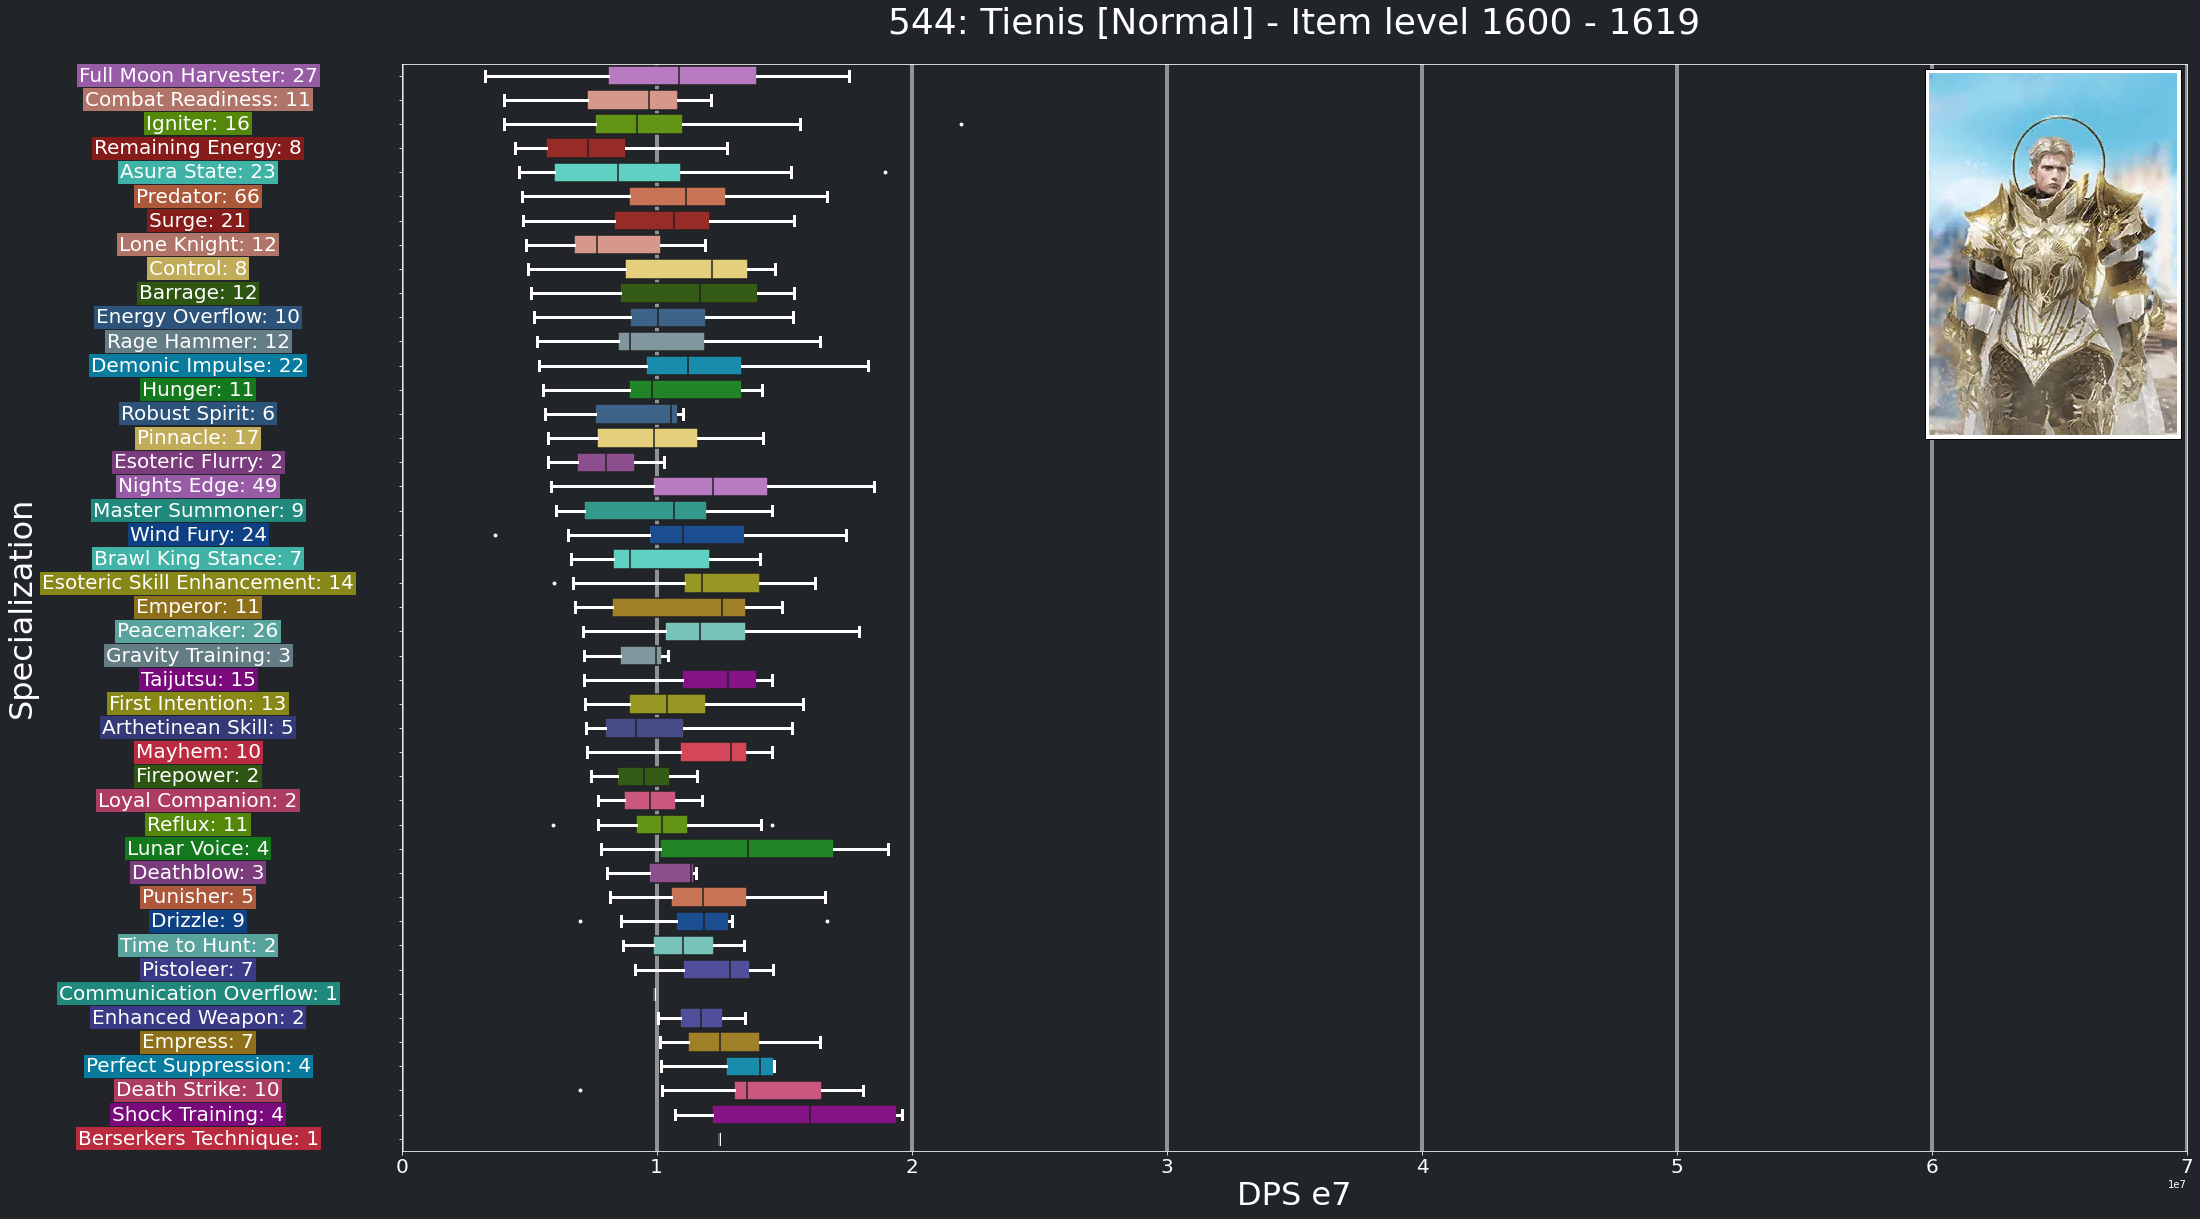 544: Tienis [Normal] - Item level 1600 - 1619
Specialization
Full Moon Harvester: 27
Combat Readiness: 11
Igniter: 16
Remaining Energy: 8
Asura State: 23
Predator: 66
Surge: 21
Lone Knight: 12
Control: 8
Barrage: 12
Energy Overflow: 10
Rage Hammer: 12
Demonic Impulse: 22
Hunger: 11
Robust Spirit: 6
Pinnacle: 17
Esoteric Flurry: 2
Nights Edge: 49
Master Summoner: 9
Wind Fury: 24
Brawl King Stance: 7
Esoteric Skill Enhancement: 14
Emperor: 11
Peacemaker: 26
Gravity Training: 3
Taijutsu: 15
First Intention: 13
Arthetinean Skill: 5
Mayhem: 10
Firepower: 2
Loyal Companion: 2
Reflux: 11
Lunar Voice: 4
Deathblow: 3
Punisher: 5
Drizzle: 9
Time to Hunt: 2
Pistoleer: 7
Communication Overflow: 1
Enhanced Weapon: 2
Empress: 7
Perfect Suppression: 4
Death Strike: 10
Shock Training: 4
Berserkers Technique: 1
0 1 2 3 4 5 6 7
1e7
DPS e7